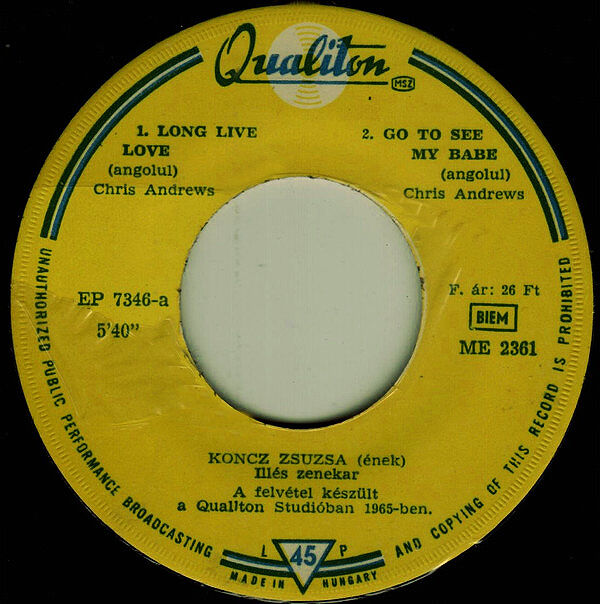 Qualiton
MSZ
1. LONG LIVE
LOVE
(angolul)
Chris Andrews
2. GO TO SEE
MY BABE
(angolul)
Chris Andrews
EP 7346-a
5'40"
F. ár: 26 Ft
BIEM
ME 2361
KONCZ ZSUZSA (ének)
Illés zenekar
A felvétel készült
a Qualiton Studióban 1965-ben.
L 45 P
MADE IN HUNGARY
UNAUTHORIZED PUBLIC PERFORMANCE BROADCASTING AND COPYING OF THIS RECORD IS PROHIBITED